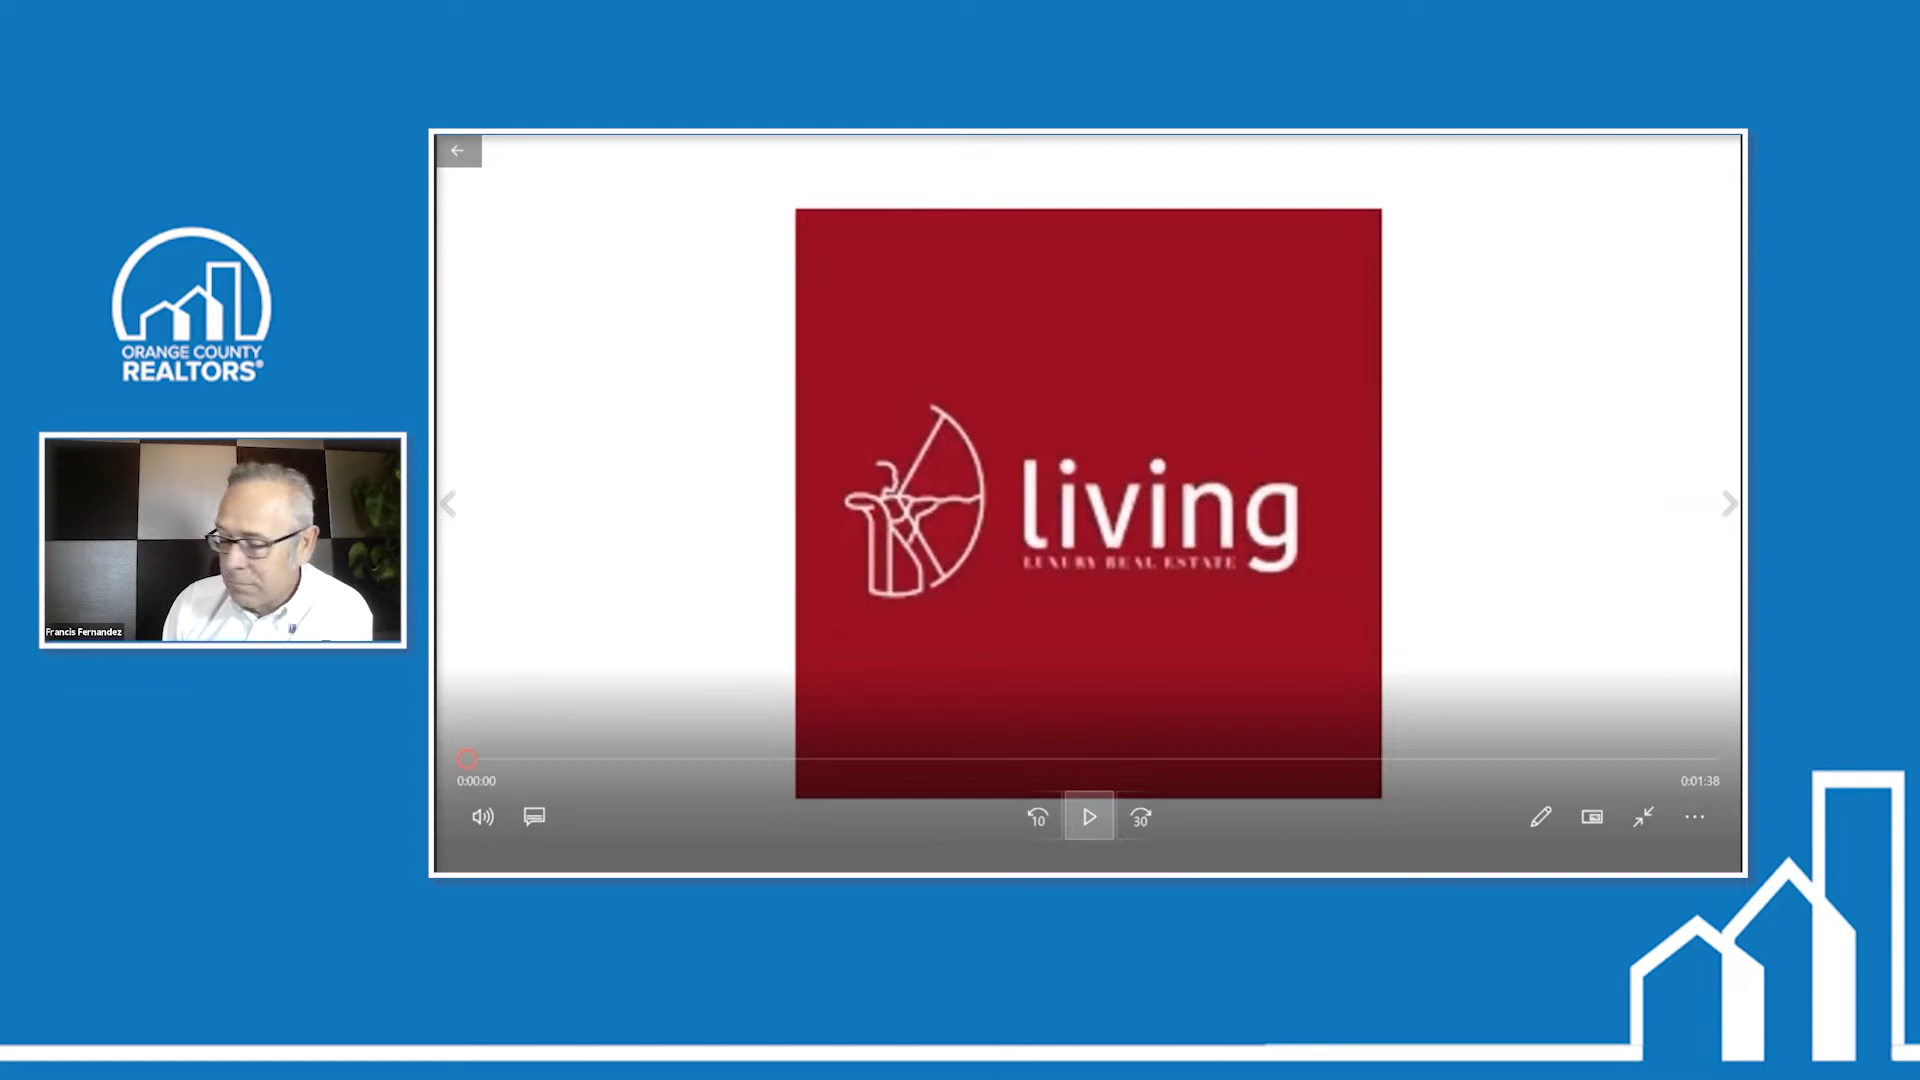 ORANGE COUNTY
REALTORS®
Francis Fernandez
living
LUXURY REAL ESTATE
0:00:00
0:01:38
10
30